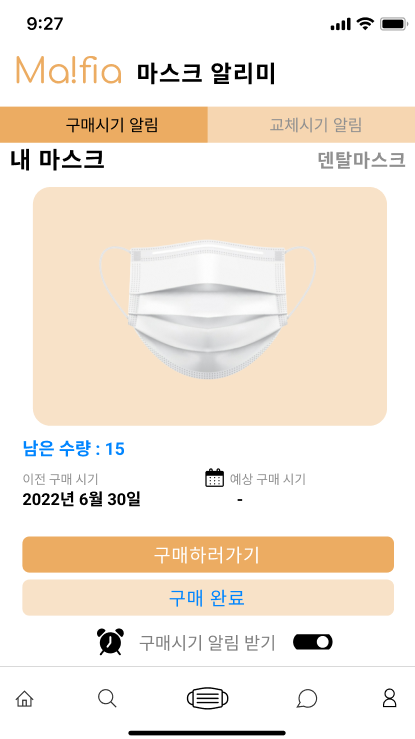 9:27
Ma!fia 마스크 알리미
구매시기 알림 교체시기 알림
내 마스크 덴탈마스크
남은 수량 : 15
이전 구매 시기 예상 구매 시기
2022년 6월 30일 -
구매하러가기
구매 완료
구매시기 알림 받기